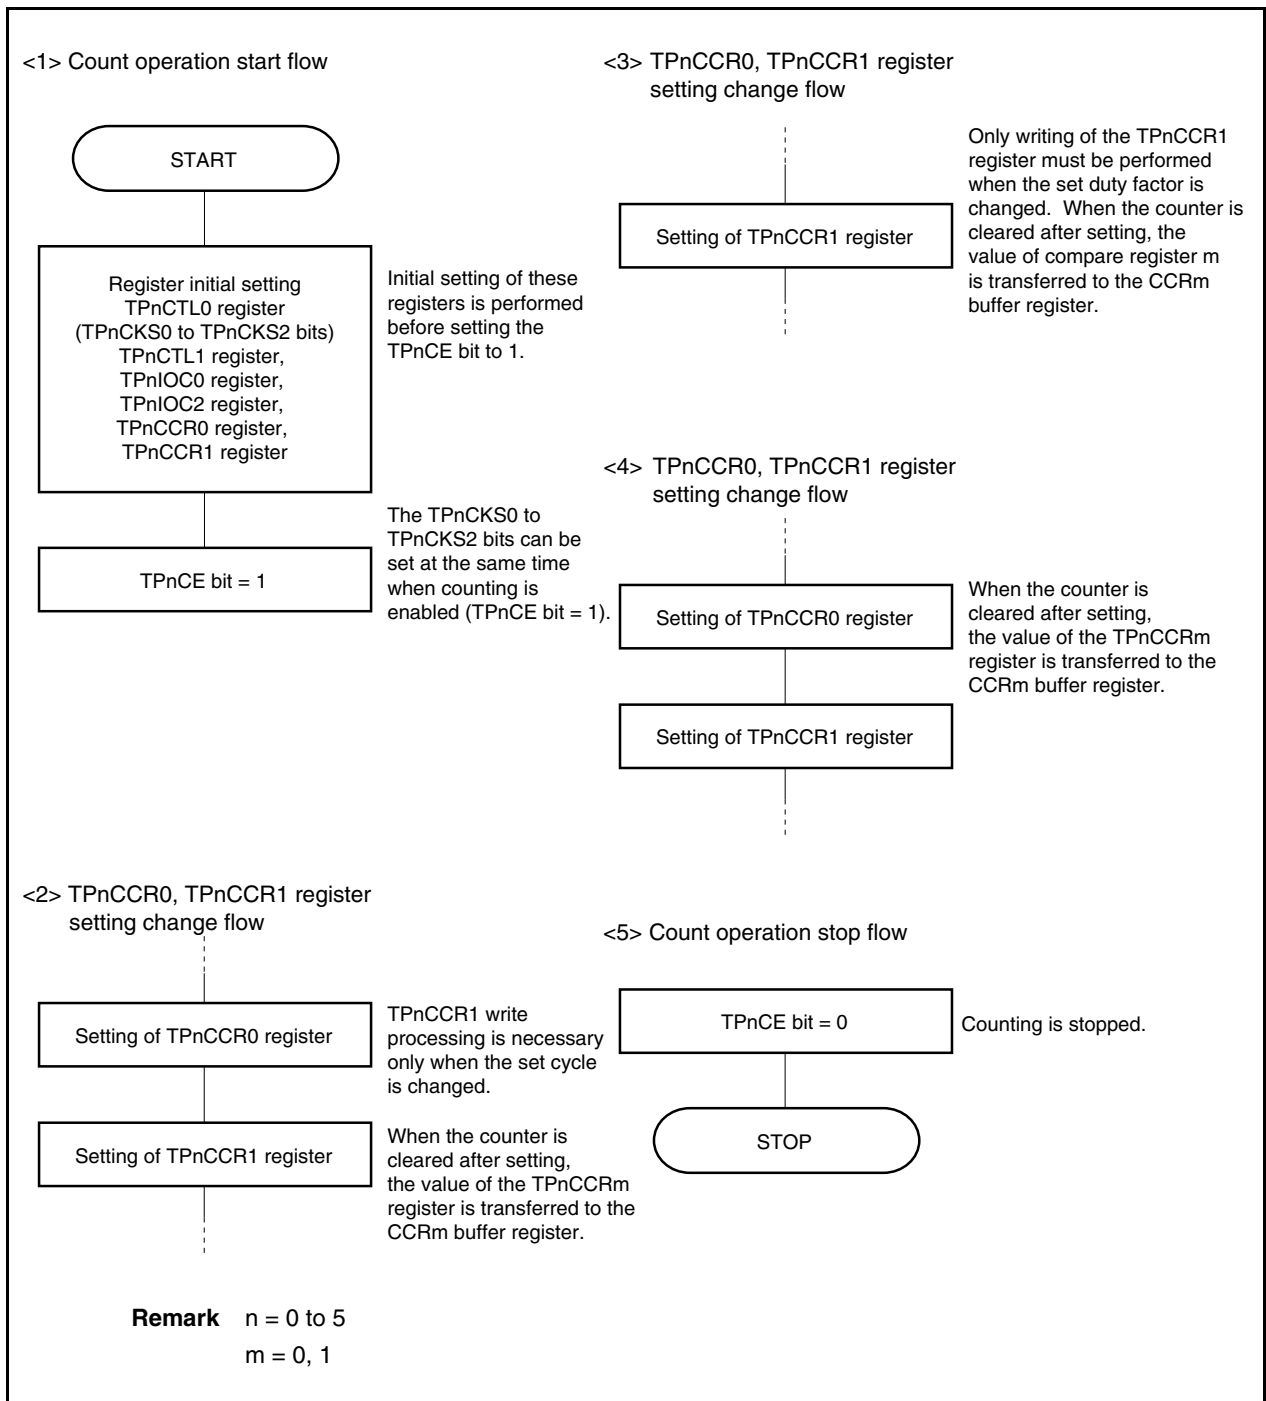 <1> Count operation start flow
START
Register initial setting
TPnCTL0 register
(TPnCKS0 to TPnCKS2 bits)
TPnCTL1 register,
TPnIOC0 register,
TPnIOC2 register,
TPnCCR0 register,
TPnCCR1 register
Initial setting of these
registers is performed
before setting the
TPnCE bit to 1.
TPnCE bit = 1
The TPnCKS0 to
TPnCKS2 bits can be
set at the same time
when counting is
enabled (TPnCE bit = 1).
<2> TPnCCR0, TPnCCR1 register
setting change flow
Setting of TPnCCR0 register
TPnCCR1 write
processing is necessary
only when the set cycle
is changed.
Setting of TPnCCR1 register
When the counter is
cleared after setting,
the value of the TPnCCRm
register is transferred to the
CCRm buffer register.
<3> TPnCCR0, TPnCCR1 register
setting change flow
Setting of TPnCCR1 register
Only writing of the TPnCCR1
register must be performed
when the set duty factor is
changed. When the counter is
cleared after setting, the
value of compare register m
is transferred to the CCRm
buffer register.
<4> TPnCCR0, TPnCCR1 register
setting change flow
Setting of TPnCCR0 register
When the counter is
cleared after setting,
the value of the TPnCCRm
register is transferred to the
CCRm buffer register.
Setting of TPnCCR1 register
<5> Count operation stop flow
TPnCE bit = 0
Counting is stopped.
STOP
Remark n = 0 to 5
m = 0, 1